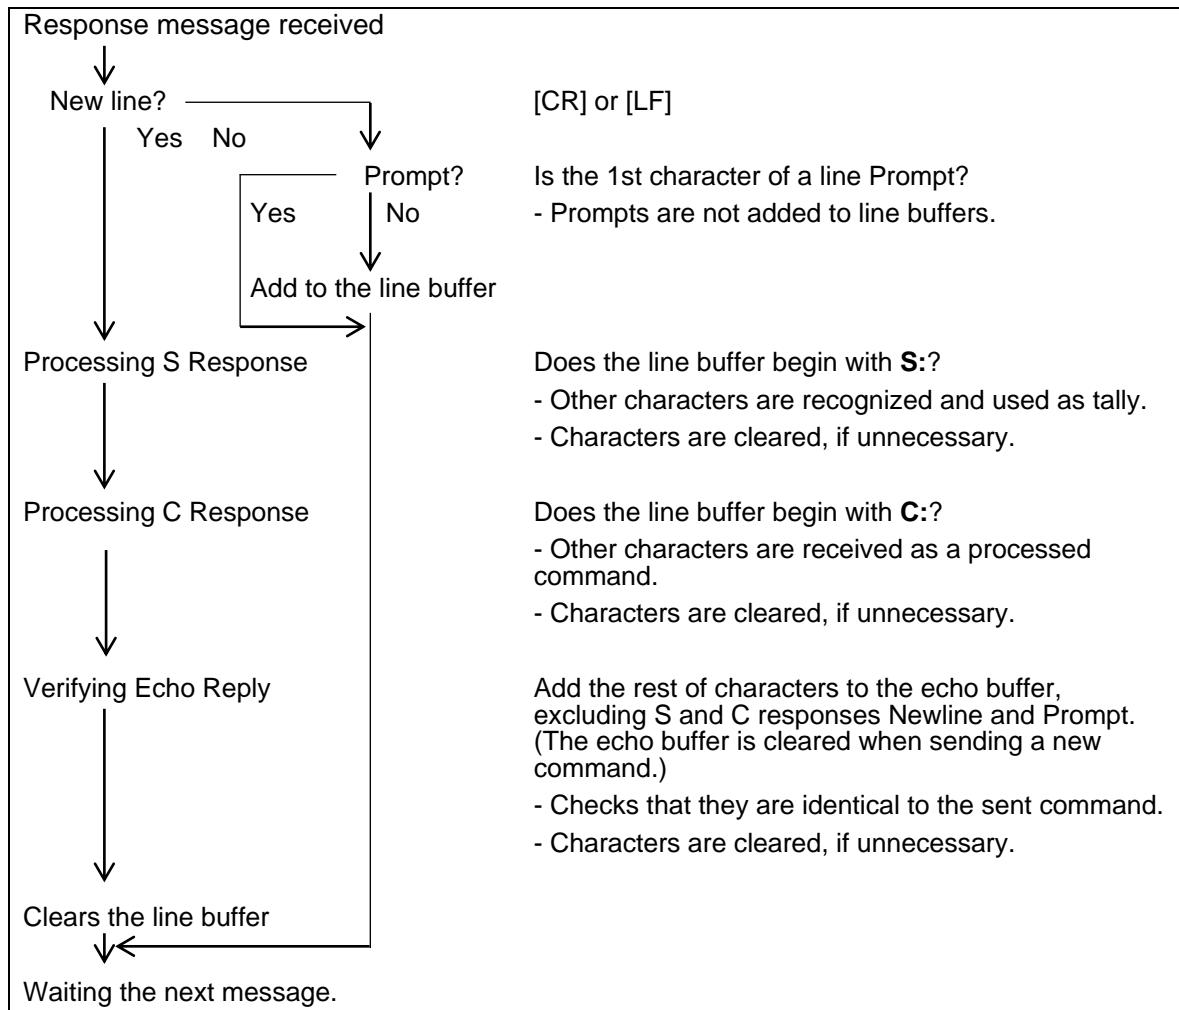 Response message received
New line? [CR] or [LF]
Yes No
Prompt? Is the 1st character of a line Prompt?
Yes No - Prompts are not added to line buffers.
Add to the line buffer
Processing S Response Does the line buffer begin with S:?
- Other characters are recognized and used as tally.
- Characters are cleared, if unnecessary.
Processing C Response Does the line buffer begin with C:?
- Other characters are received as a processed
command.
- Characters are cleared, if unnecessary.
Verifying Echo Reply Add the rest of characters to the echo buffer,
excluding S and C responses Newline and Prompt.
(The echo buffer is cleared when sending a new
command.)
- Checks that they are identical to the sent command.
- Characters are cleared, if unnecessary.
Clears the line buffer
Waiting the next message.